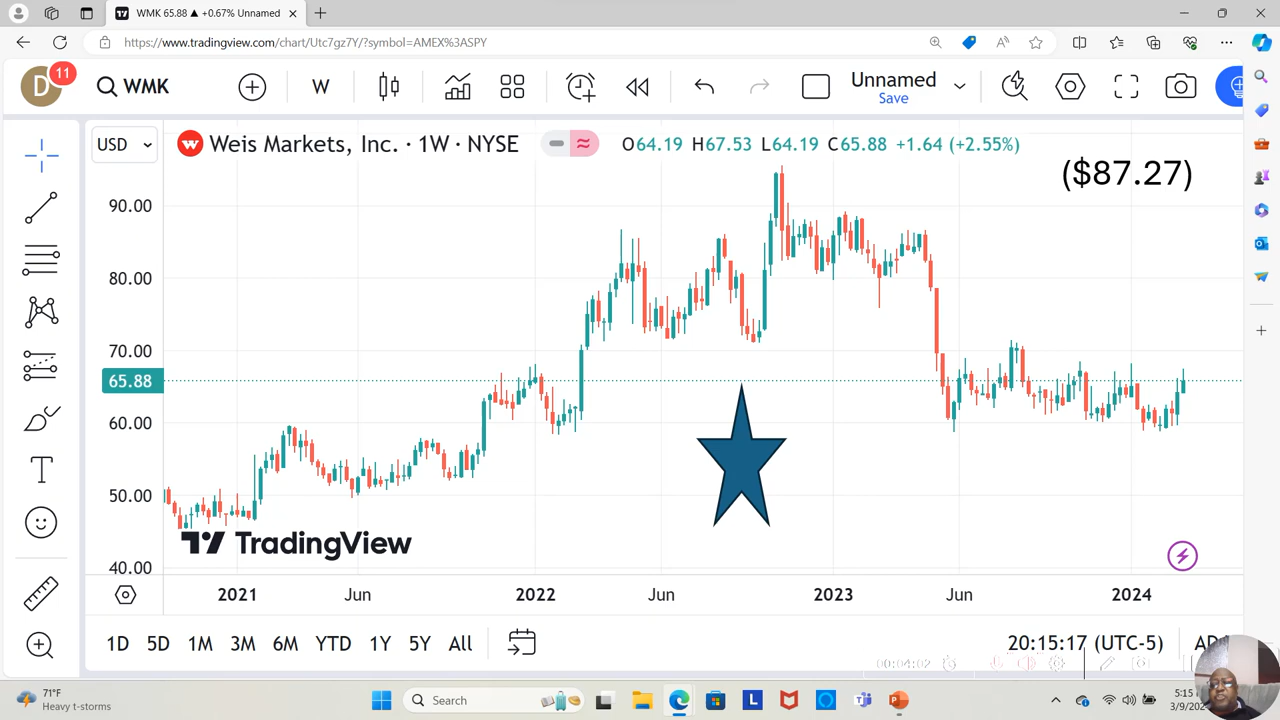 WMK 65.88 ▲ +0.67% Unnamed
https://www.tradingview.com/chart/Utc7gz7Y/?symbol=AMEX%3ASPY
D 11 WMK W Unnamed
Save
USD Weis Markets, Inc. · 1W · NYSE O64.19 H67.53 L64.19 C65.88 +1.64 (+2.55%)
($87.27)
90.00
80.00
70.00
65.88
60.00
50.00
40.00
TradingView
2021 Jun 2022 Jun 2023 Jun 2024
1D 5D 1M 3M 6M YTD 1Y 5Y All 20:15:17 (UTC-5)
00:04:02
71°F
Heavy t-storms
Search
5:15
3/9/202